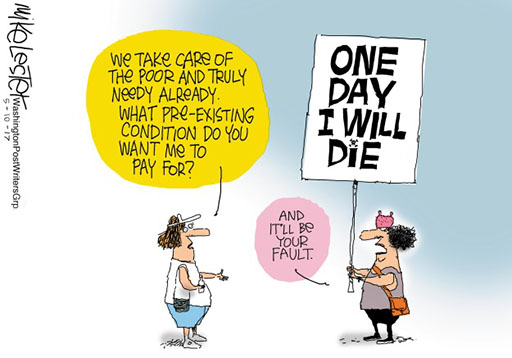 MIKE LESTER
5-10-17
WashingtonPostWritersGrp
WE TAKE CARE OF
THE POOR AND TRULY
NEEDY ALREADY.
WHAT PRE-EXISTING
CONDITION DO YOU
WANT ME TO
PAY FOR?
ONE
DAY
I WILL
DIE
AND
IT'LL BE
YOUR
FAULT.